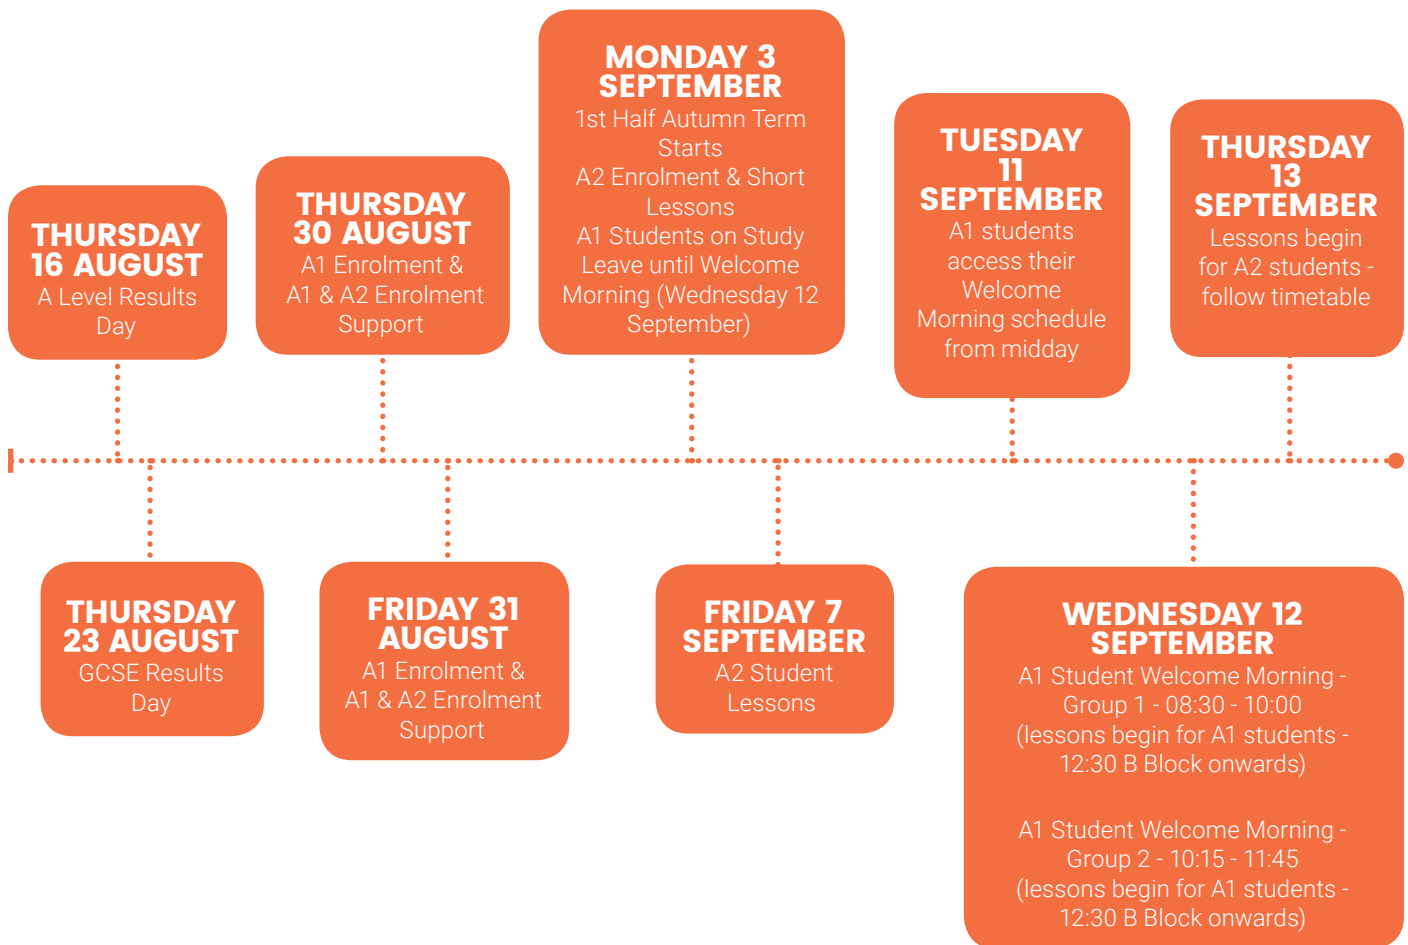 THURSDAY
16 AUGUST
A Level Results
Day
THURSDAY
23 AUGUST
GCSE Results
Day
THURSDAY
30 AUGUST
A1 Enrolment &
A1 & A2 Enrolment
Support
FRIDAY 31
AUGUST
A1 Enrolment &
A1 & A2 Enrolment
Support
MONDAY 3
SEPTEMBER
1st Half Autumn Term
Starts
A2 Enrolment & Short
Lessons
A1 Students on Study
Leave until Welcome
Morning (Wednesday 12
September)
FRIDAY 7
SEPTEMBER
A2 Student
Lessons
TUESDAY
11
SEPTEMBER
A1 students
access their
Welcome
Morning schedule
from midday
WEDNESDAY 12
SEPTEMBER
A1 Student Welcome Morning -
Group 1 - 08:30 - 10:00
(lessons begin for A1 students -
12:30 B Block onwards)
A1 Student Welcome Morning -
Group 2 - 10:15 - 11:45
(lessons begin for A1 students -
12:30 B Block onwards)
THURSDAY
13
SEPTEMBER
Lessons begin
for A2 students -
follow timetable